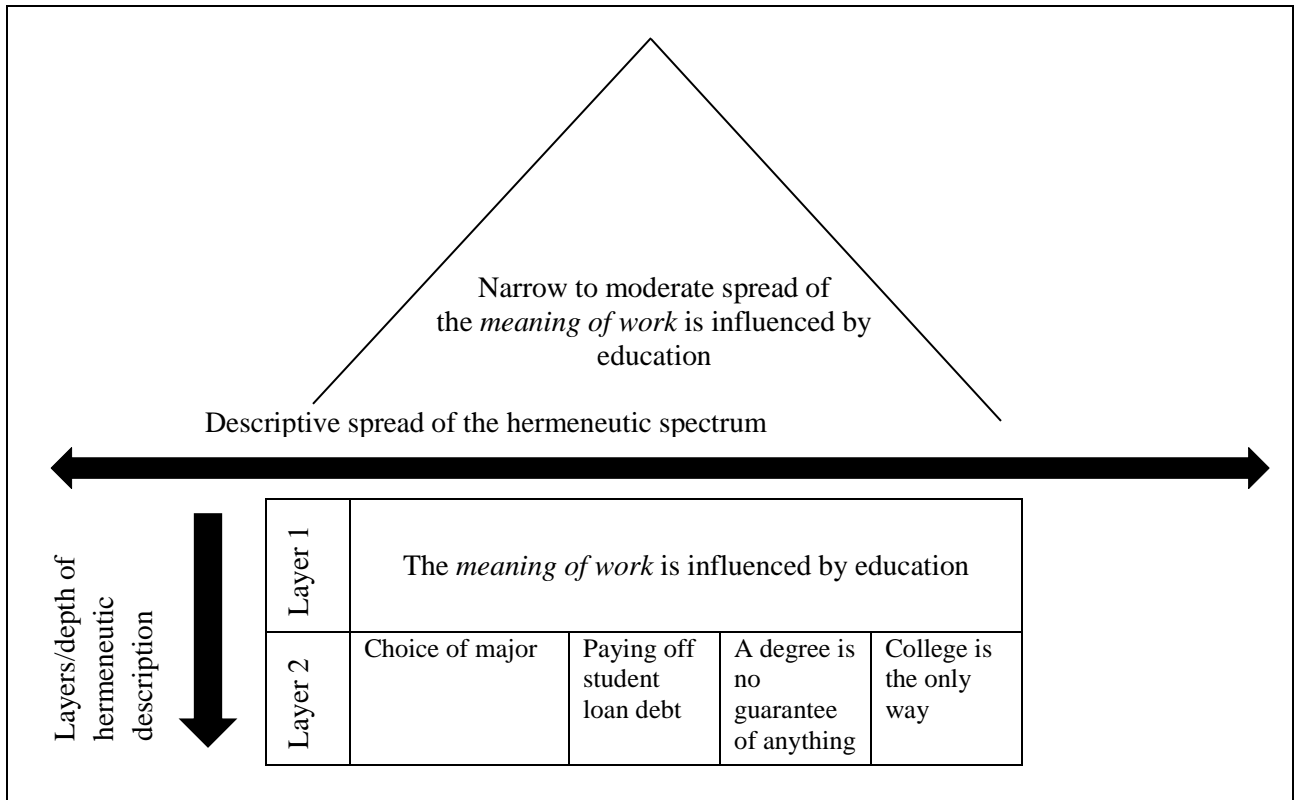 Narrow to moderate spread of
the meaning of work is influenced by
education
Descriptive spread of the hermeneutic spectrum
Layers/depth of
hermeneutic
description
Layer 1
The meaning of work is influenced by education
Layer 2
Choice of major
Paying off
student
loan debt
A degree is
no
guarantee
of anything
College is
the only
way